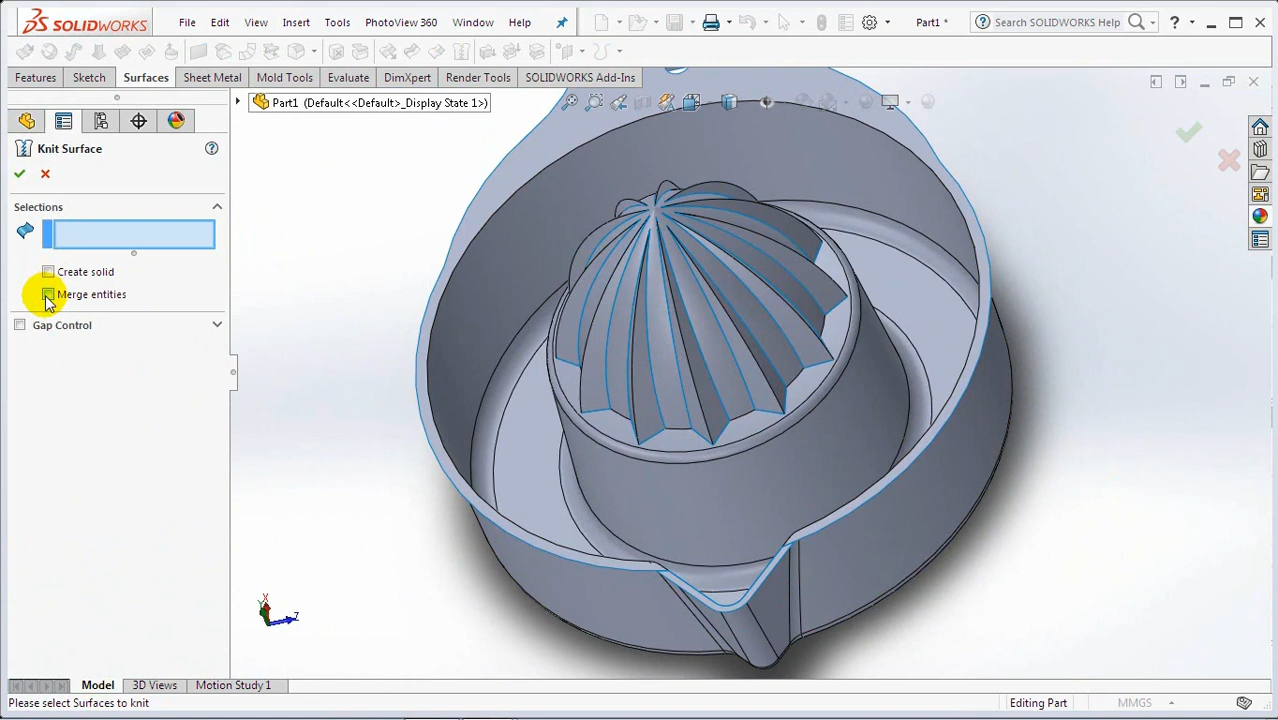 SOLIDWORKS File Edit View Insert Tools PhotoView 360 Window Help Part1 * Search SOLIDWORKS Help ?
Features Sketch Surfaces Sheet Metal Mold Tools Evaluate DimXpert Render Tools SOLIDWORKS Add-Ins
Part1 (Default<<Default>_Display State 1>)
Knit Surface ?
Selections
Create solid
Merge entities
Gap Control
X
Y
Z
Model 3D Views Motion Study 1
Please select Surfaces to knit Editing Part MMGS